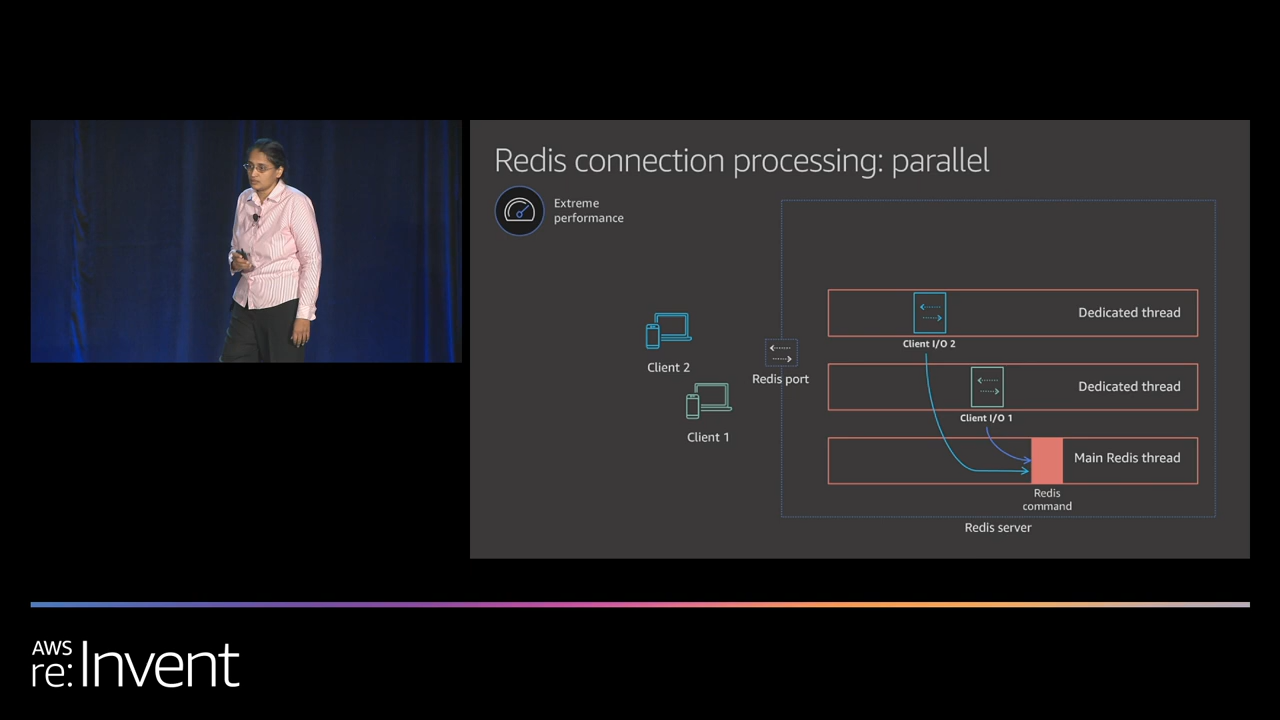 Redis connection processing: parallel
Extreme
performance
Dedicated thread
Client I/O 2
Client 2
Redis port
Dedicated thread
Client I/O 1
Client 1
Main Redis thread
Redis
command
Redis server
AWS
re:Invent